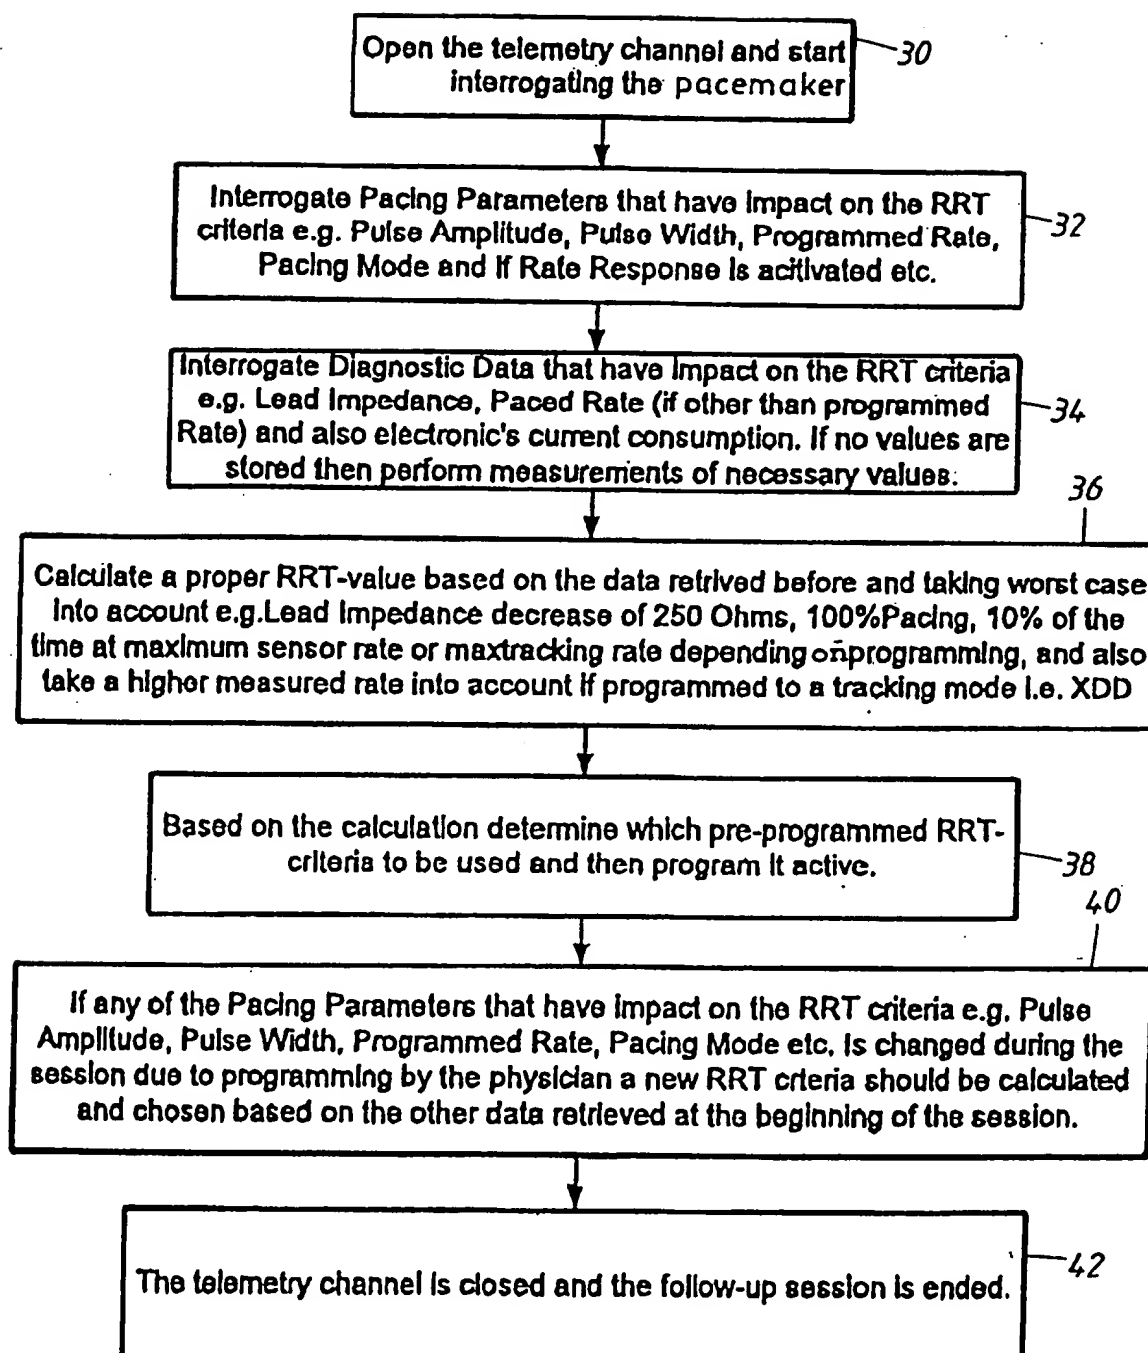 Open the telemetry channel and start
interrogating the pacemaker
30
Interrogate Pacing Parameters that have impact on the RRT
criteria e.g. Pulse Amplitude, Pulse Width, Programmed Rate,
Pacing Mode and if Rate Response is acitivated etc.
32
Interrogate Diagnostic Data that have impact on the RRT criteria
e.g. Lead Impedance, Paced Rate (if other than programmed
Rate) and also electronic's current consumption. If no values are
stored then perform measurements of necessary values.
34
36
Calculate a proper RRT-value based on the data retrived before and taking worst case
into account e.g.Lead Impedance decrease of 250 Ohms, 100%Pacing, 10% of the
time at maximum sensor rate or maxtracking rate depending onprogramming, and also
take a higher measured rate into account if programmed to a tracking mode i.e. XDD
Based on the calculation determine which pre-programmed RRT-
criteria to be used and then program it active.
38
40
If any of the Pacing Parameters that have impact on the RRT criteria e.g. Pulse
Amplitude, Pulse Width, Programmed Rate, Pacing Mode etc. is changed during the
session due to programming by the physician a new RRT crteria should be calculated
and chosen based on the other data retrieved at the beginning of the session.
The telemetry channel is closed and the follow-up session is ended.
42